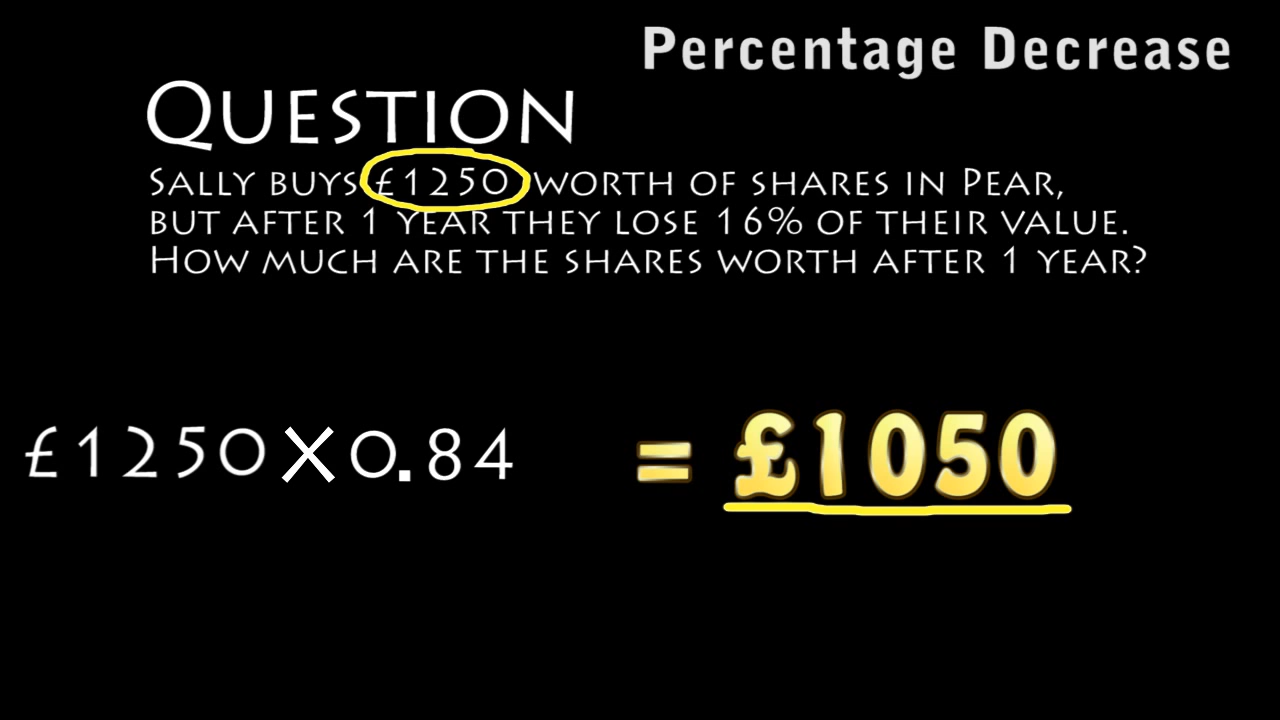 Percentage Decrease
QUESTION
SALLY BUYS £1250 WORTH OF SHARES IN PEAR,
BUT AFTER 1 YEAR THEY LOSE 16% OF THEIR VALUE.
HOW MUCH ARE THE SHARES WORTH AFTER 1 YEAR?
£1250 × 0.84 = £1050